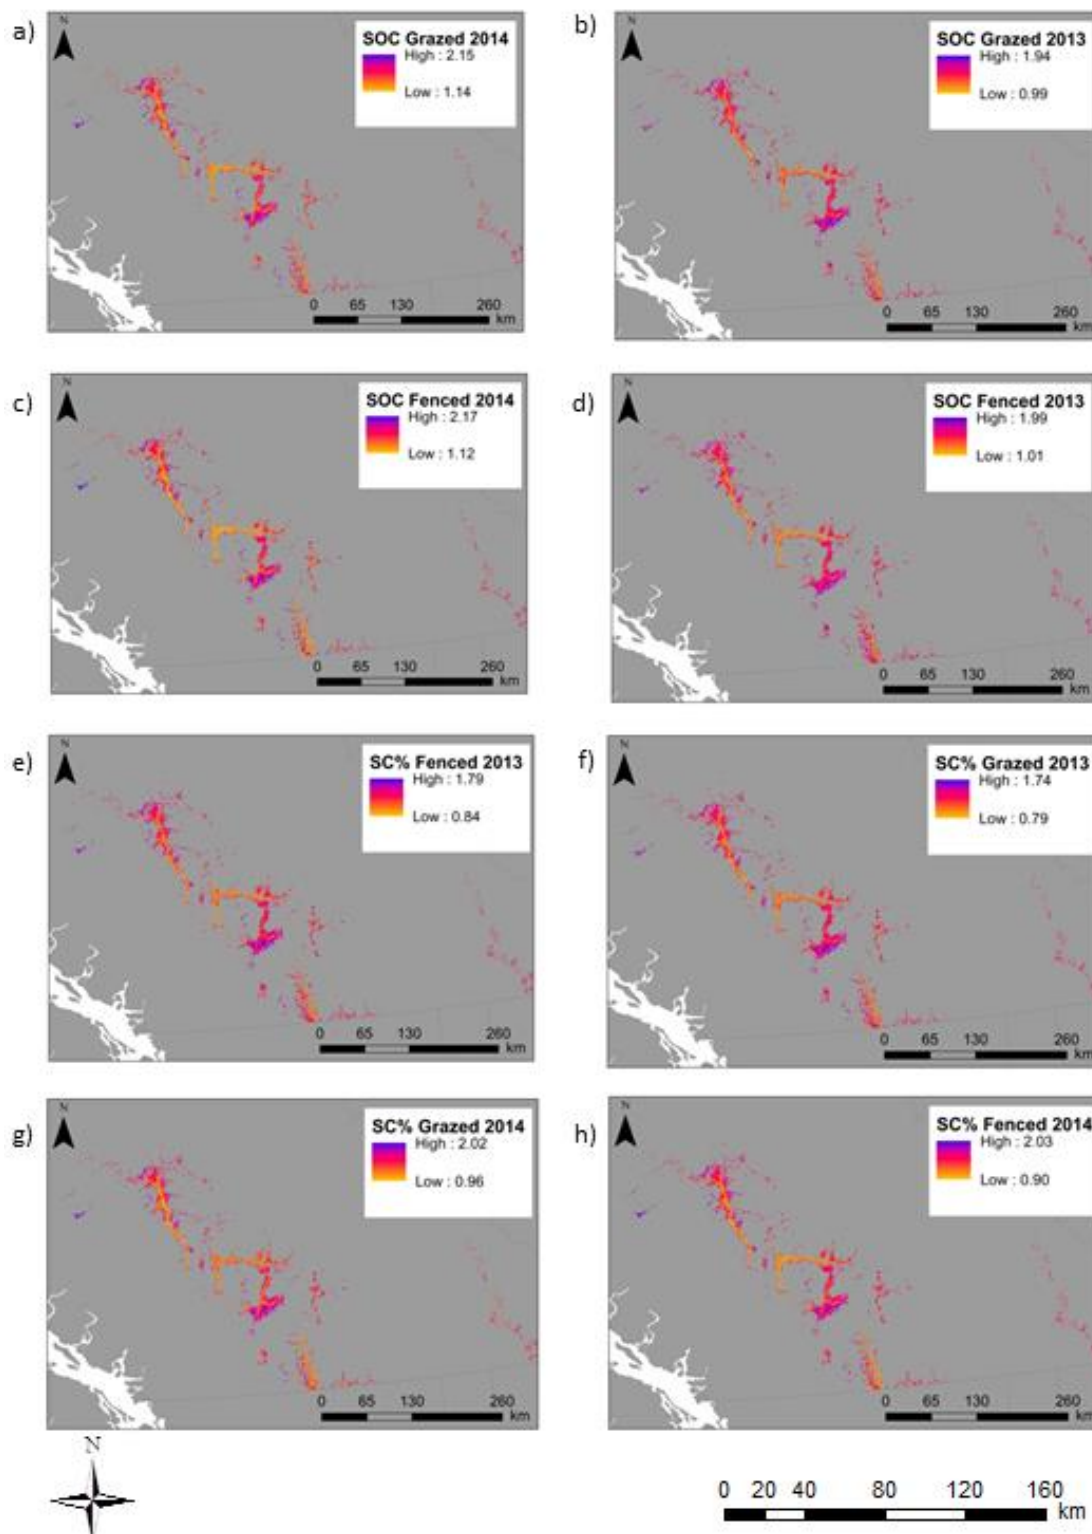 a)
N
SOC Grazed 2014
High : 2.15
Low : 1.14
0 65 130 260
km
b)
N
SOC Grazed 2013
High : 1.94
Low : 0.99
0 65 130 260
km
c)
N
SOC Fenced 2014
High : 2.17
Low : 1.12
0 65 130 260
km
d)
N
SOC Fenced 2013
High : 1.99
Low : 1.01
0 65 130 260
km
e)
N
SC% Fenced 2013
High : 1.79
Low : 0.84
0 65 130 260
km
f)
N
SC% Grazed 2013
High : 1.74
Low : 0.79
0 65 130 260
km
g)
N
SC% Grazed 2014
High : 2.02
Low : 0.96
0 65 130 260
km
h)
N
SC% Fenced 2014
High : 2.03
Low : 0.90
0 65 130 260
km
N
0 20 40 80 120 160
km